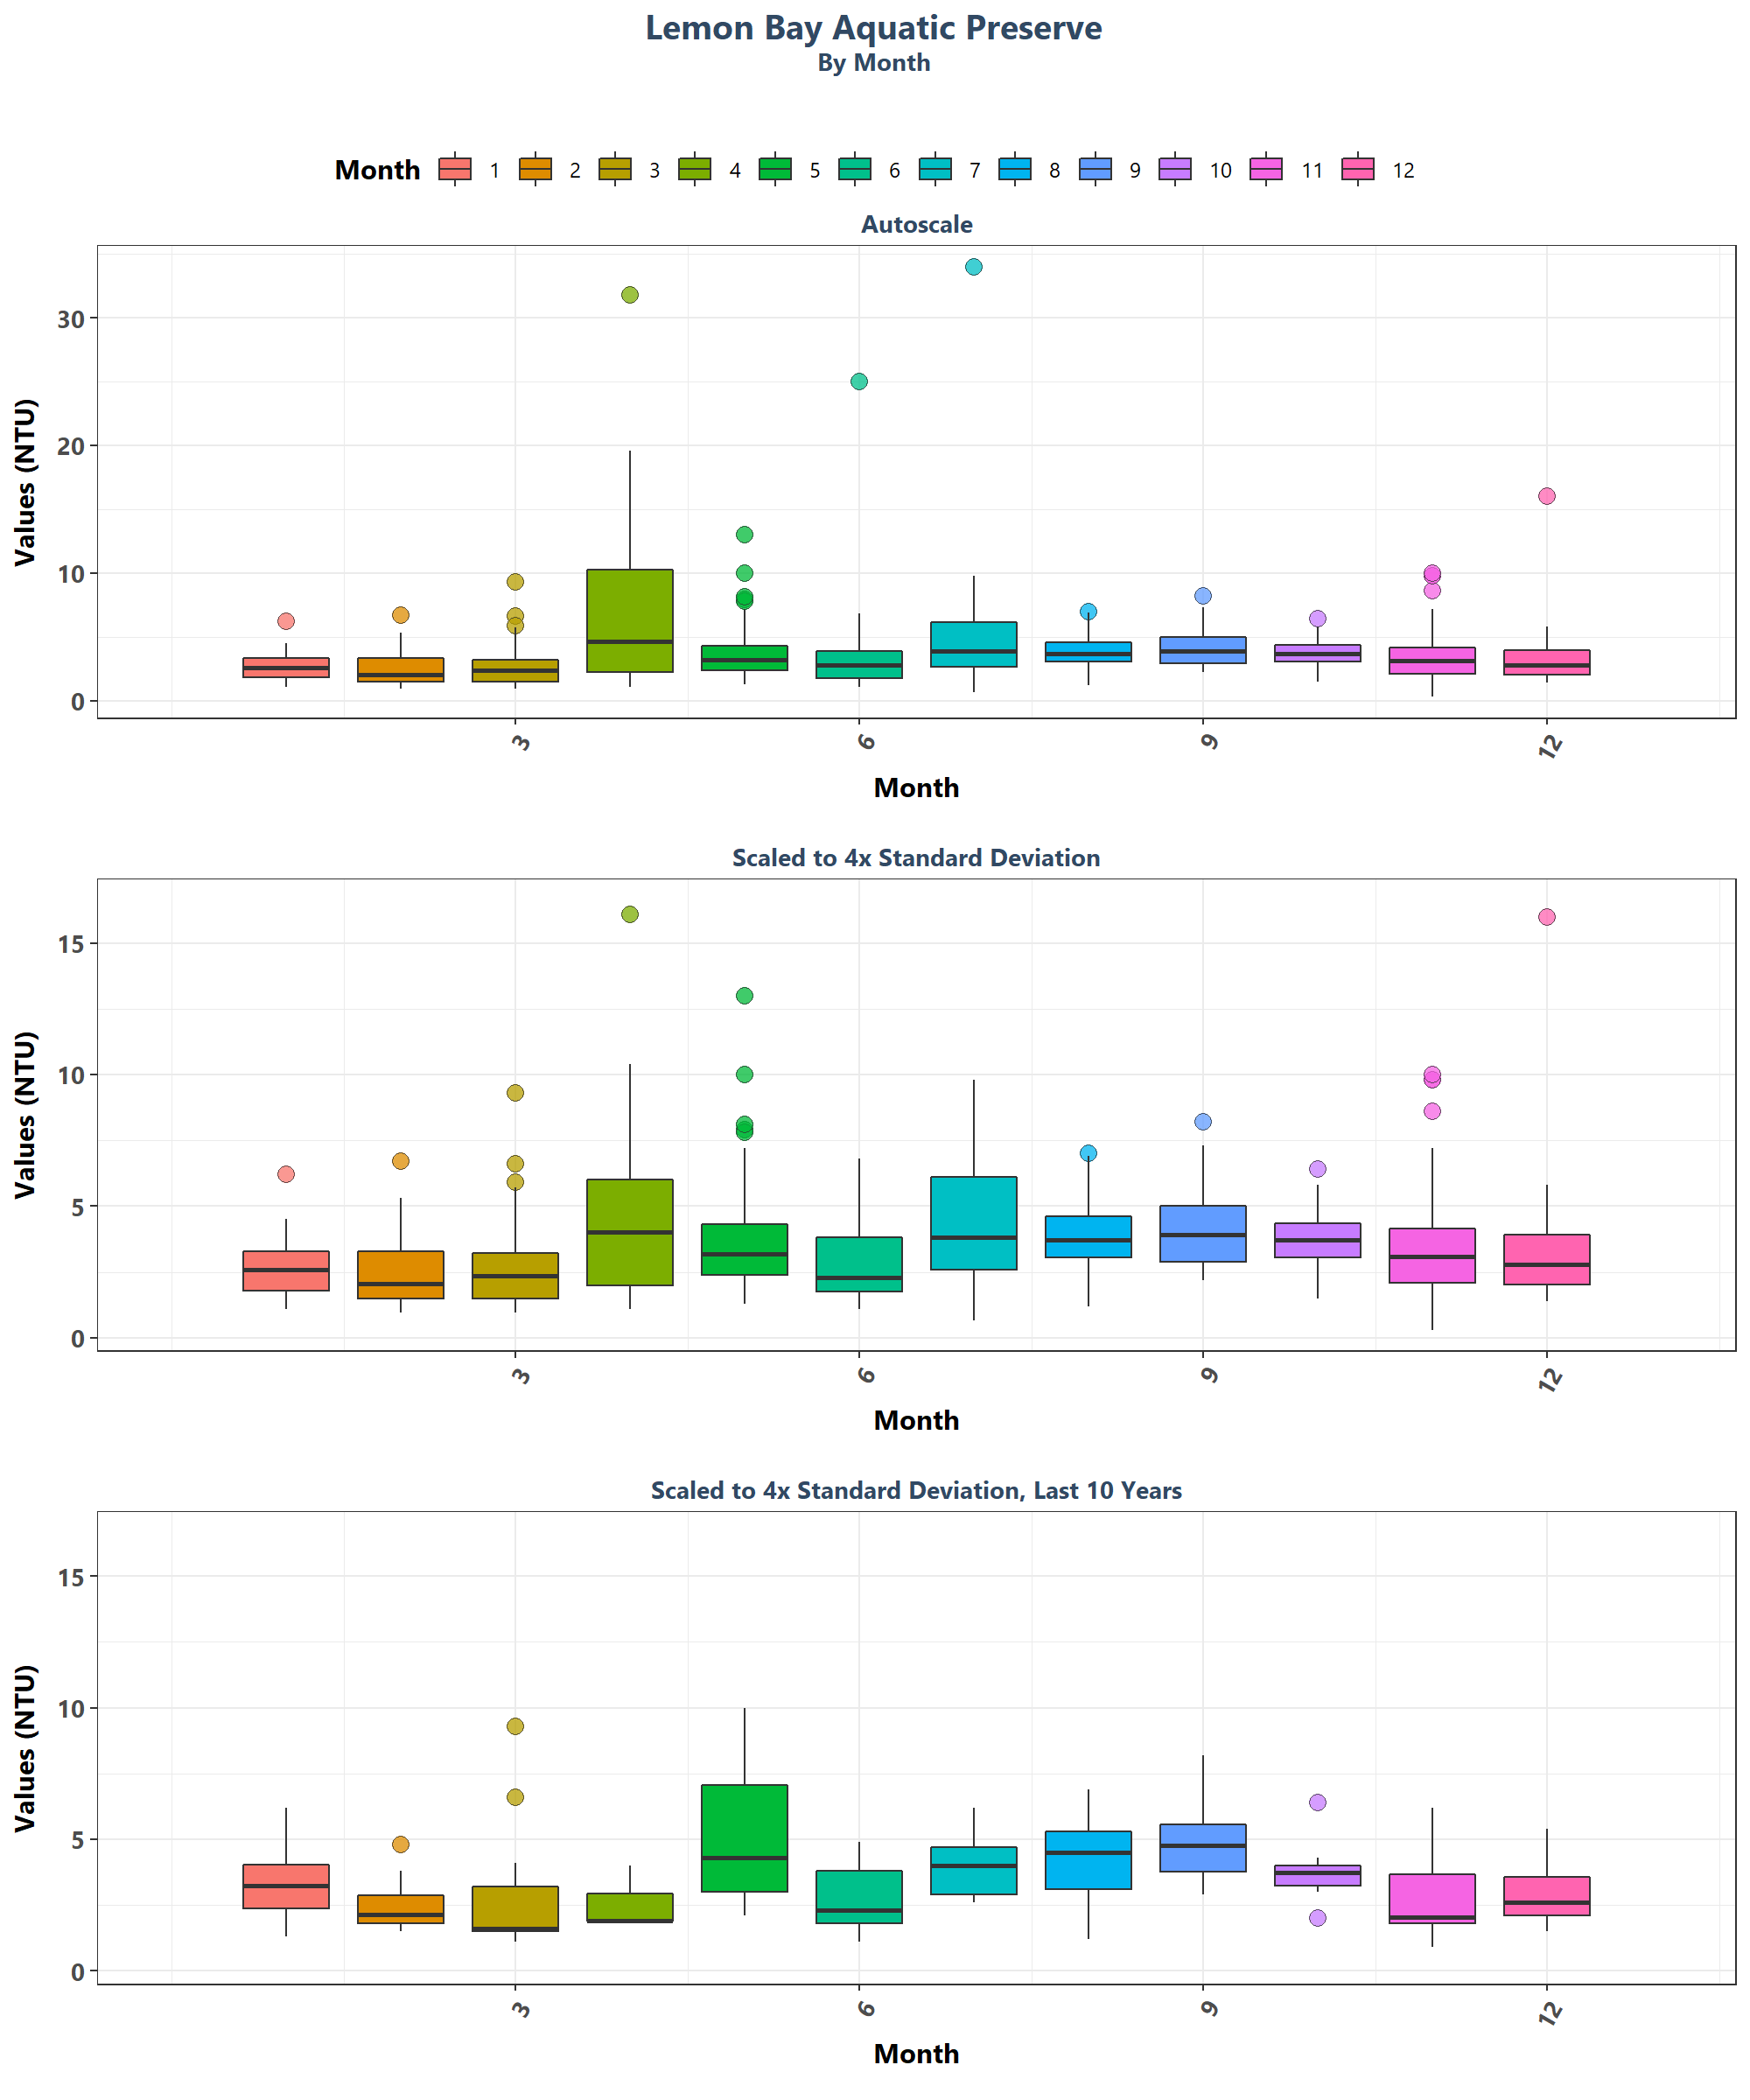 Lemon Bay Aquatic Preserve
By Month
Month 1 2 3 4 5 6 7 8 9 10 11 12
Autoscale
Values (NTU)
30
20
10
0
3 6 9 12
Month
Scaled to 4x Standard Deviation
Values (NTU)
15
10
5
0
3 6 9 12
Month
Scaled to 4x Standard Deviation, Last 10 Years
Values (NTU)
15
10
5
0
3 6 9 12
Month